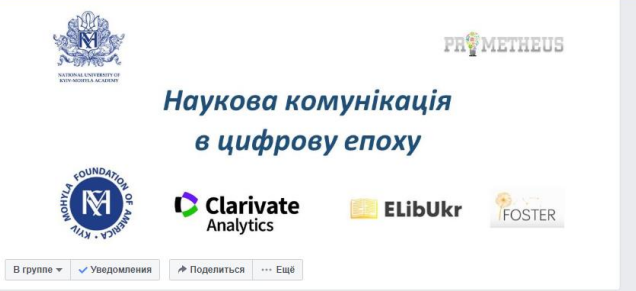 NATIONAL UNIVERSITY OF
KYIV-MOHYLA ACADEMY
PROMETHEUS
Наукова комунікація
в цифрову епоху
KYIV MOHYLA FOUNDATION OF AMERICA
Clarivate
Analytics
ELibUkr
FOSTER
В группе
Уведомления
Поделиться
Ещё